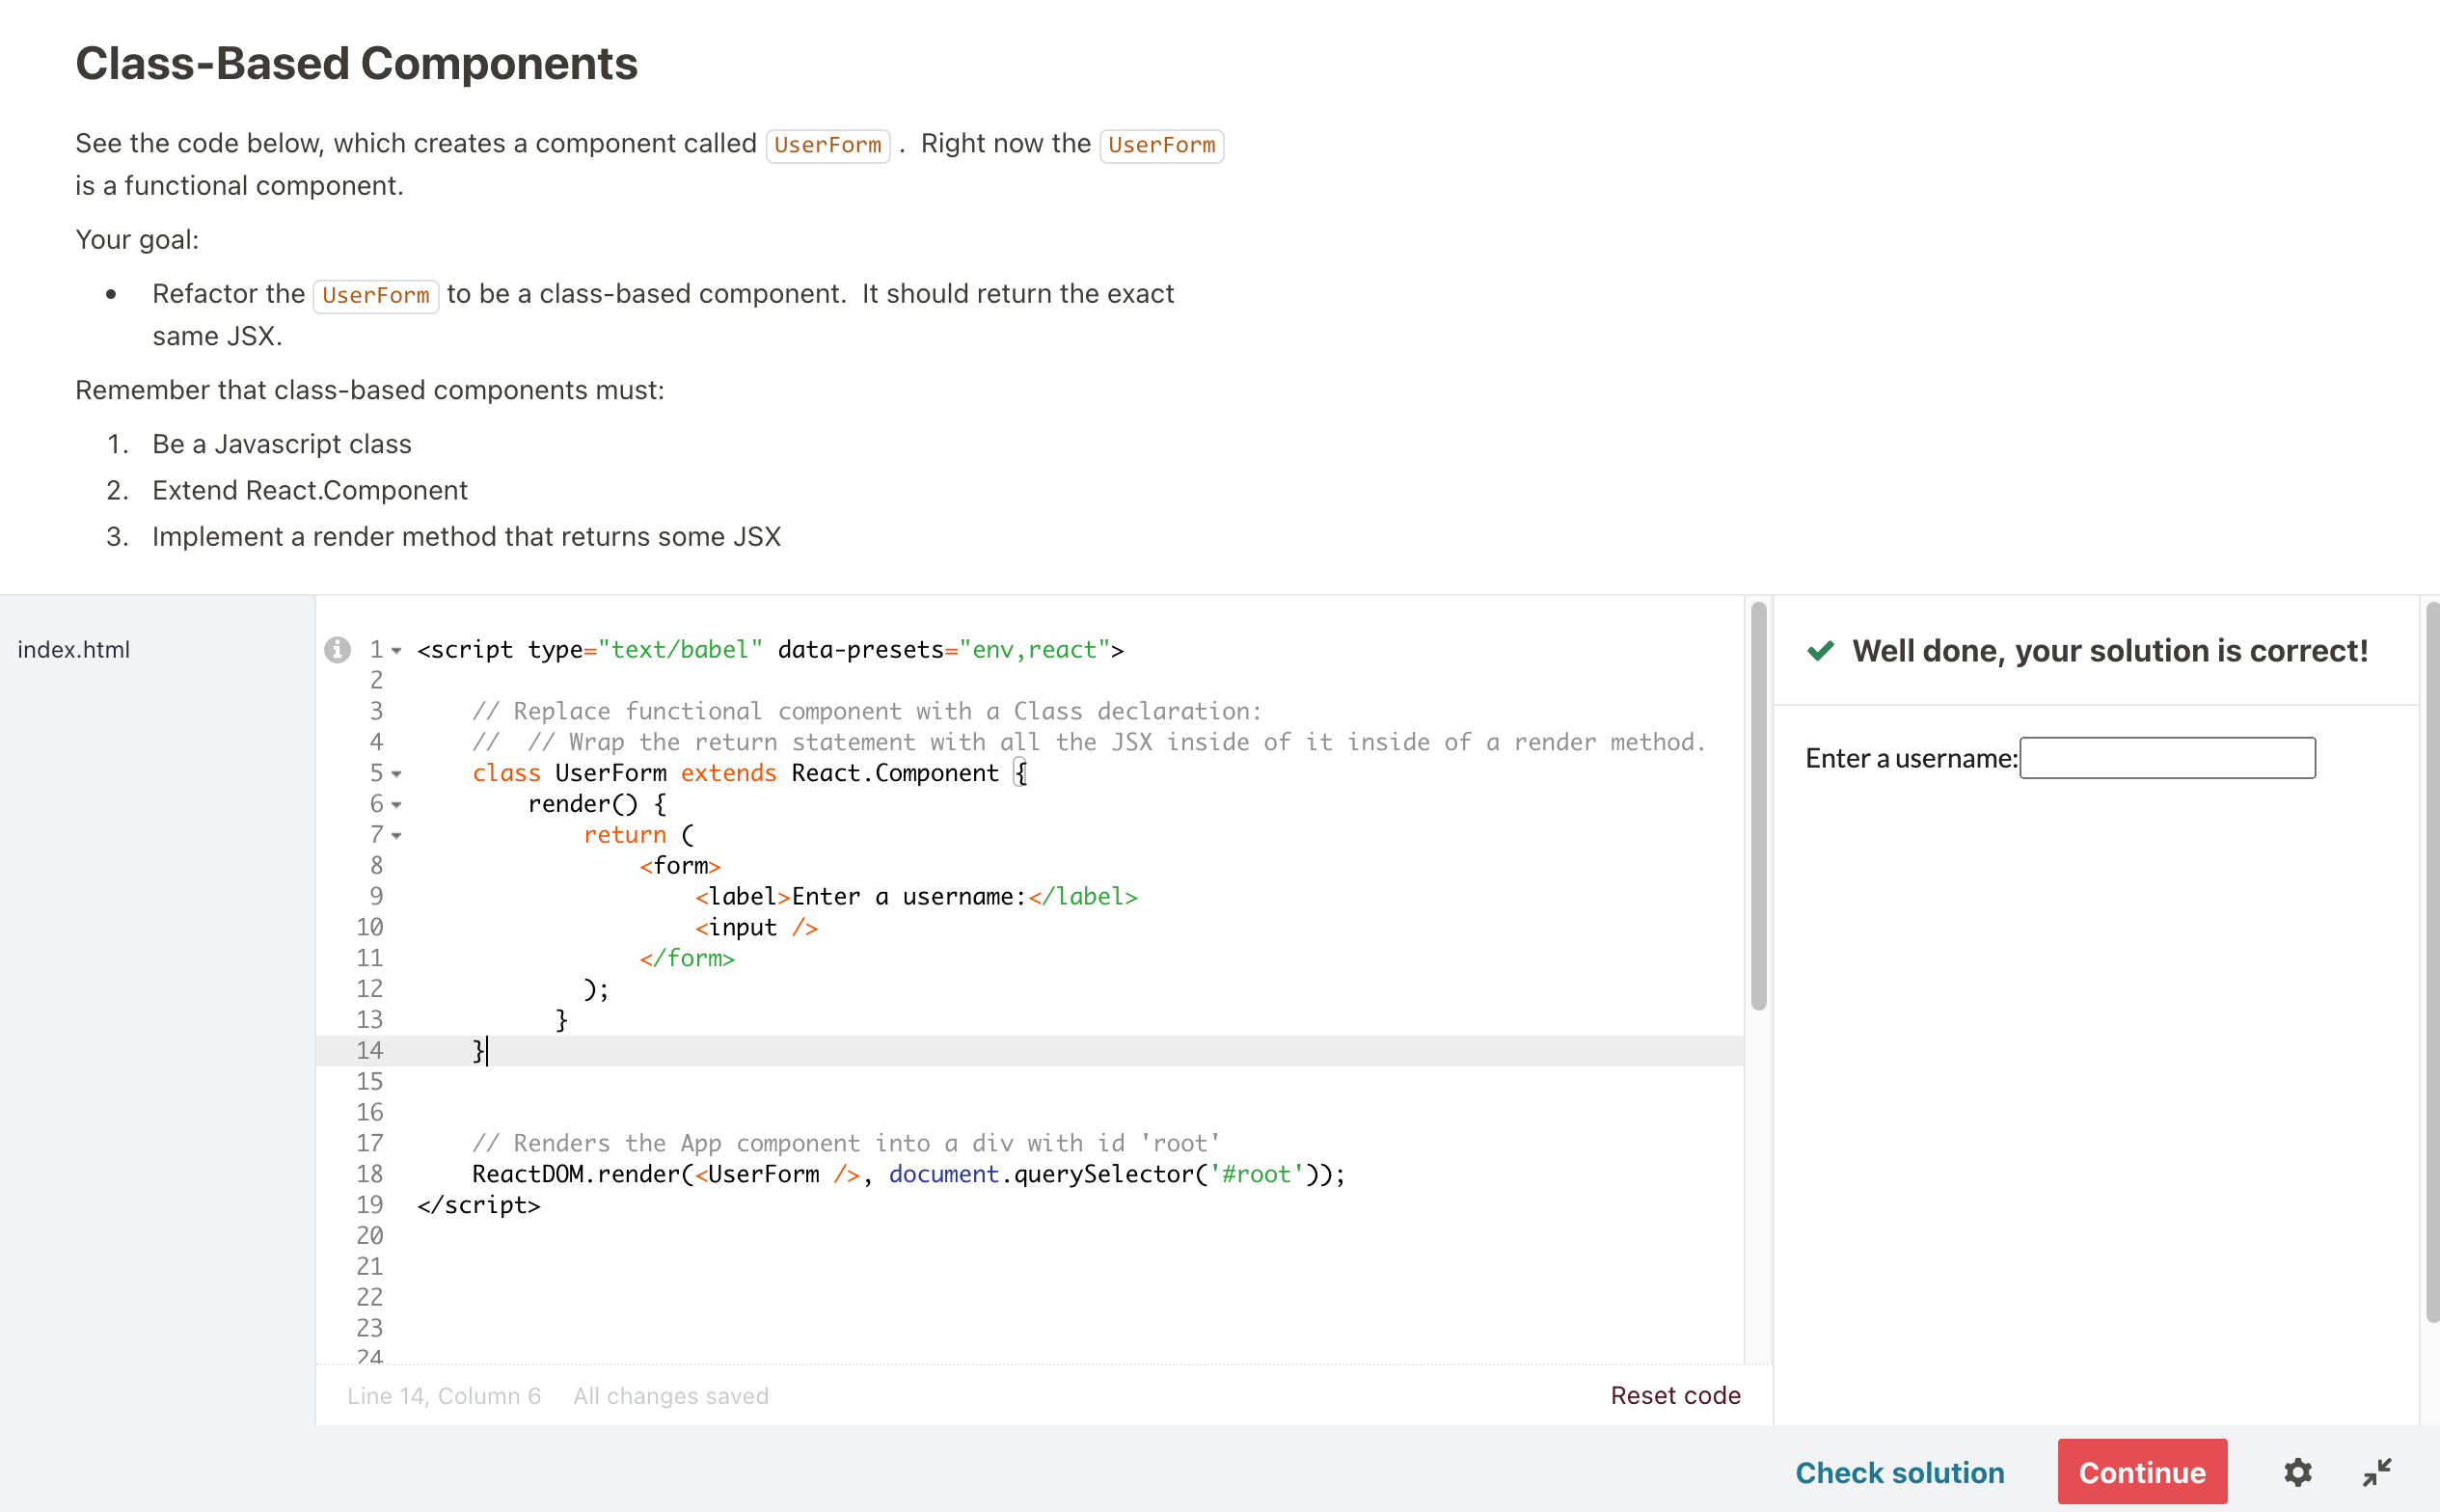 Class-Based Components
See the code below, which creates a component called UserForm . Right now the UserForm
is a functional component.
Your goal:
• Refactor the UserForm to be a class-based component. It should return the exact
same JSX.
Remember that class-based components must:
1. Be a Javascript class
2. Extend React.Component
3. Implement a render method that returns some JSX
index.html
1 <script type="text/babel" data-presets="env,react">
2
3     // Replace functional component with a Class declaration:
4     //  // Wrap the return statement with all the JSX inside of it inside of a render method.
5     class UserForm extends React.Component {
6         render() {
7             return (
8                 <form>
9                     <label>Enter a username:</label>
10                     <input />
11                 </form>
12             );
13           }
14     }
15
16
17     // Renders the App component into a div with id 'root'
18     ReactDOM.render(<UserForm />, document.querySelector('#root'));
19 </script>
20
21
22
23
24
Line 14, Column 6 All changes saved Reset code
Well done, your solution is correct!
Enter a username:
Check solution Continue